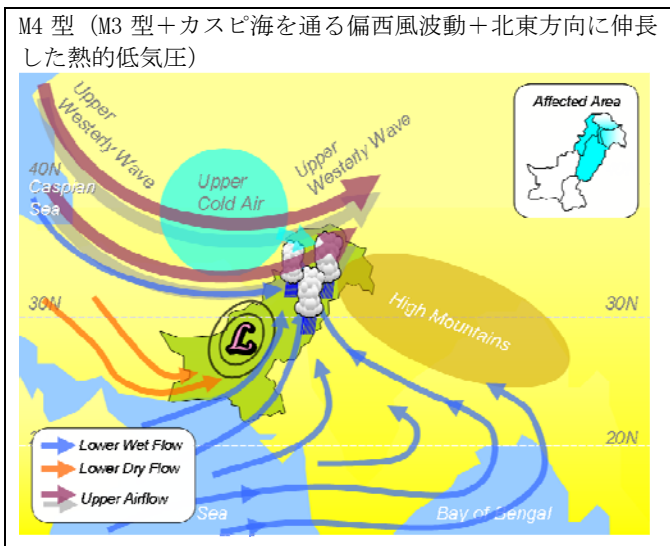 M4 型（M3 型＋カスピ海を通る偏西風波動＋北東方向に伸長
した熱的低気圧）
Upper
Westerly Wave
Upper
Westerly Wave
Affected Area
40N
Caspian
Sea
Upper
Cold Air
30N
High Mountains
30N
L
20N
Lower Wet Flow
Lower Dry Flow
Upper Airflow
Sea
Bay of Bengal